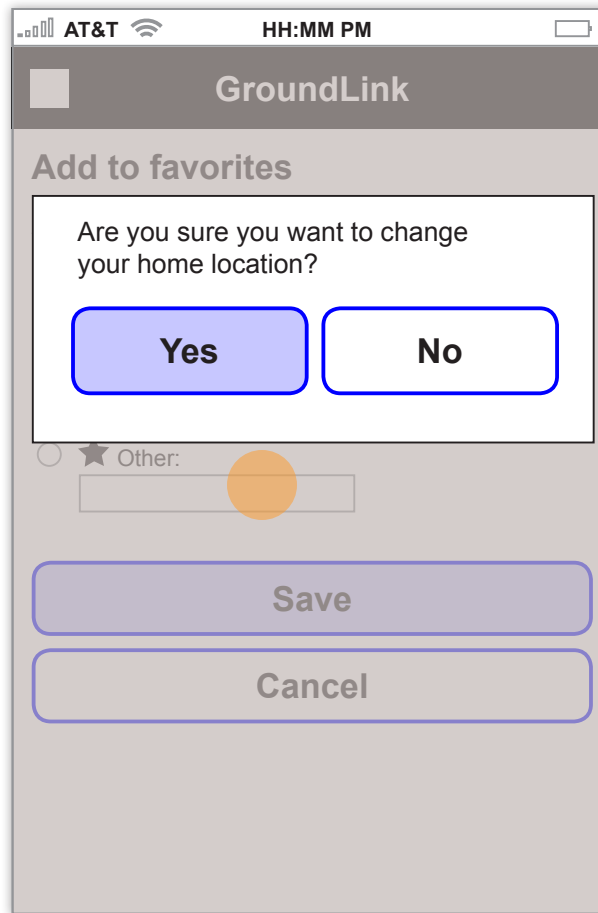 AT&T HH:MM PM
GroundLink
Add to favorites
Are you sure you want to change
your home location?
Yes No
Other:
Save
Cancel